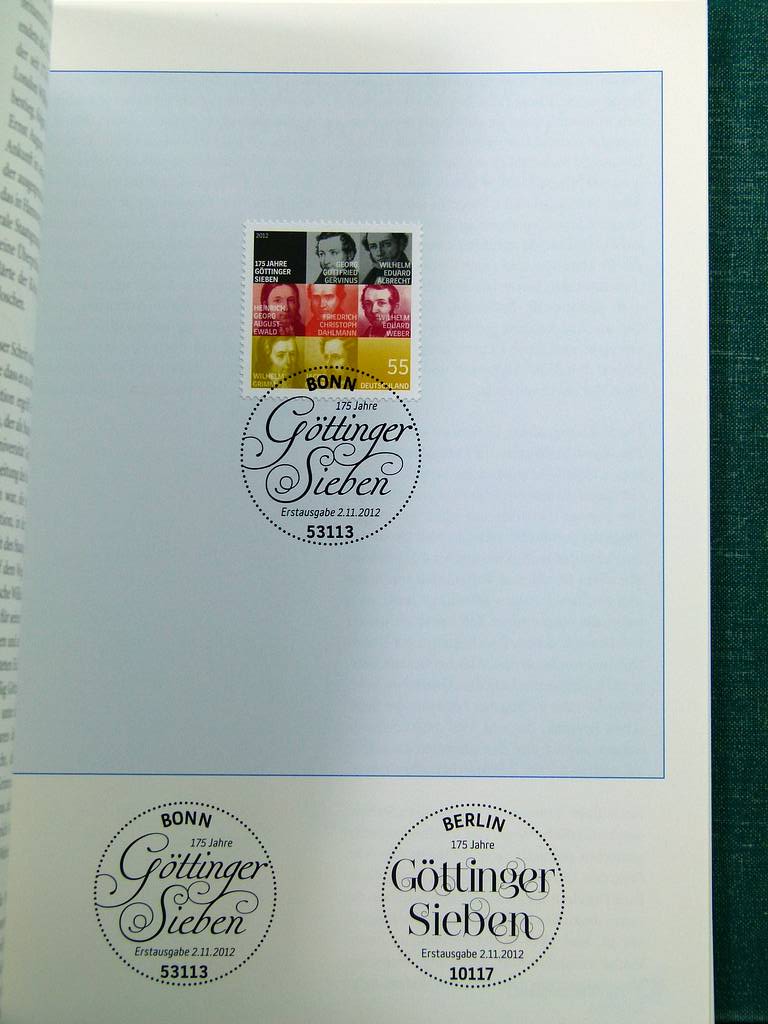 2012
175 JAHRE
GÖTTINGER
SIEBEN
GEORG
GOTTFRIED
GERVINUS
WILHELM
EDUARD
ALBRECHT
HEINRICH
GEORG
AUGUST
EWALD
FRIEDRICH
CHRISTOPH
DAHLMANN
WILHELM
EDUARD
WEBER
WILHELM
GRIMM
55
DEUTSCHLAND
BONN
175 Jahre
Göttinger
Sieben
Erstausgabe 2.11.2012
53113
BONN
175 Jahre
Göttinger
Sieben
Erstausgabe 2.11.2012
53113
BERLIN
175 Jahre
Göttinger
Sieben
Erstausgabe 2.11.2012
10117